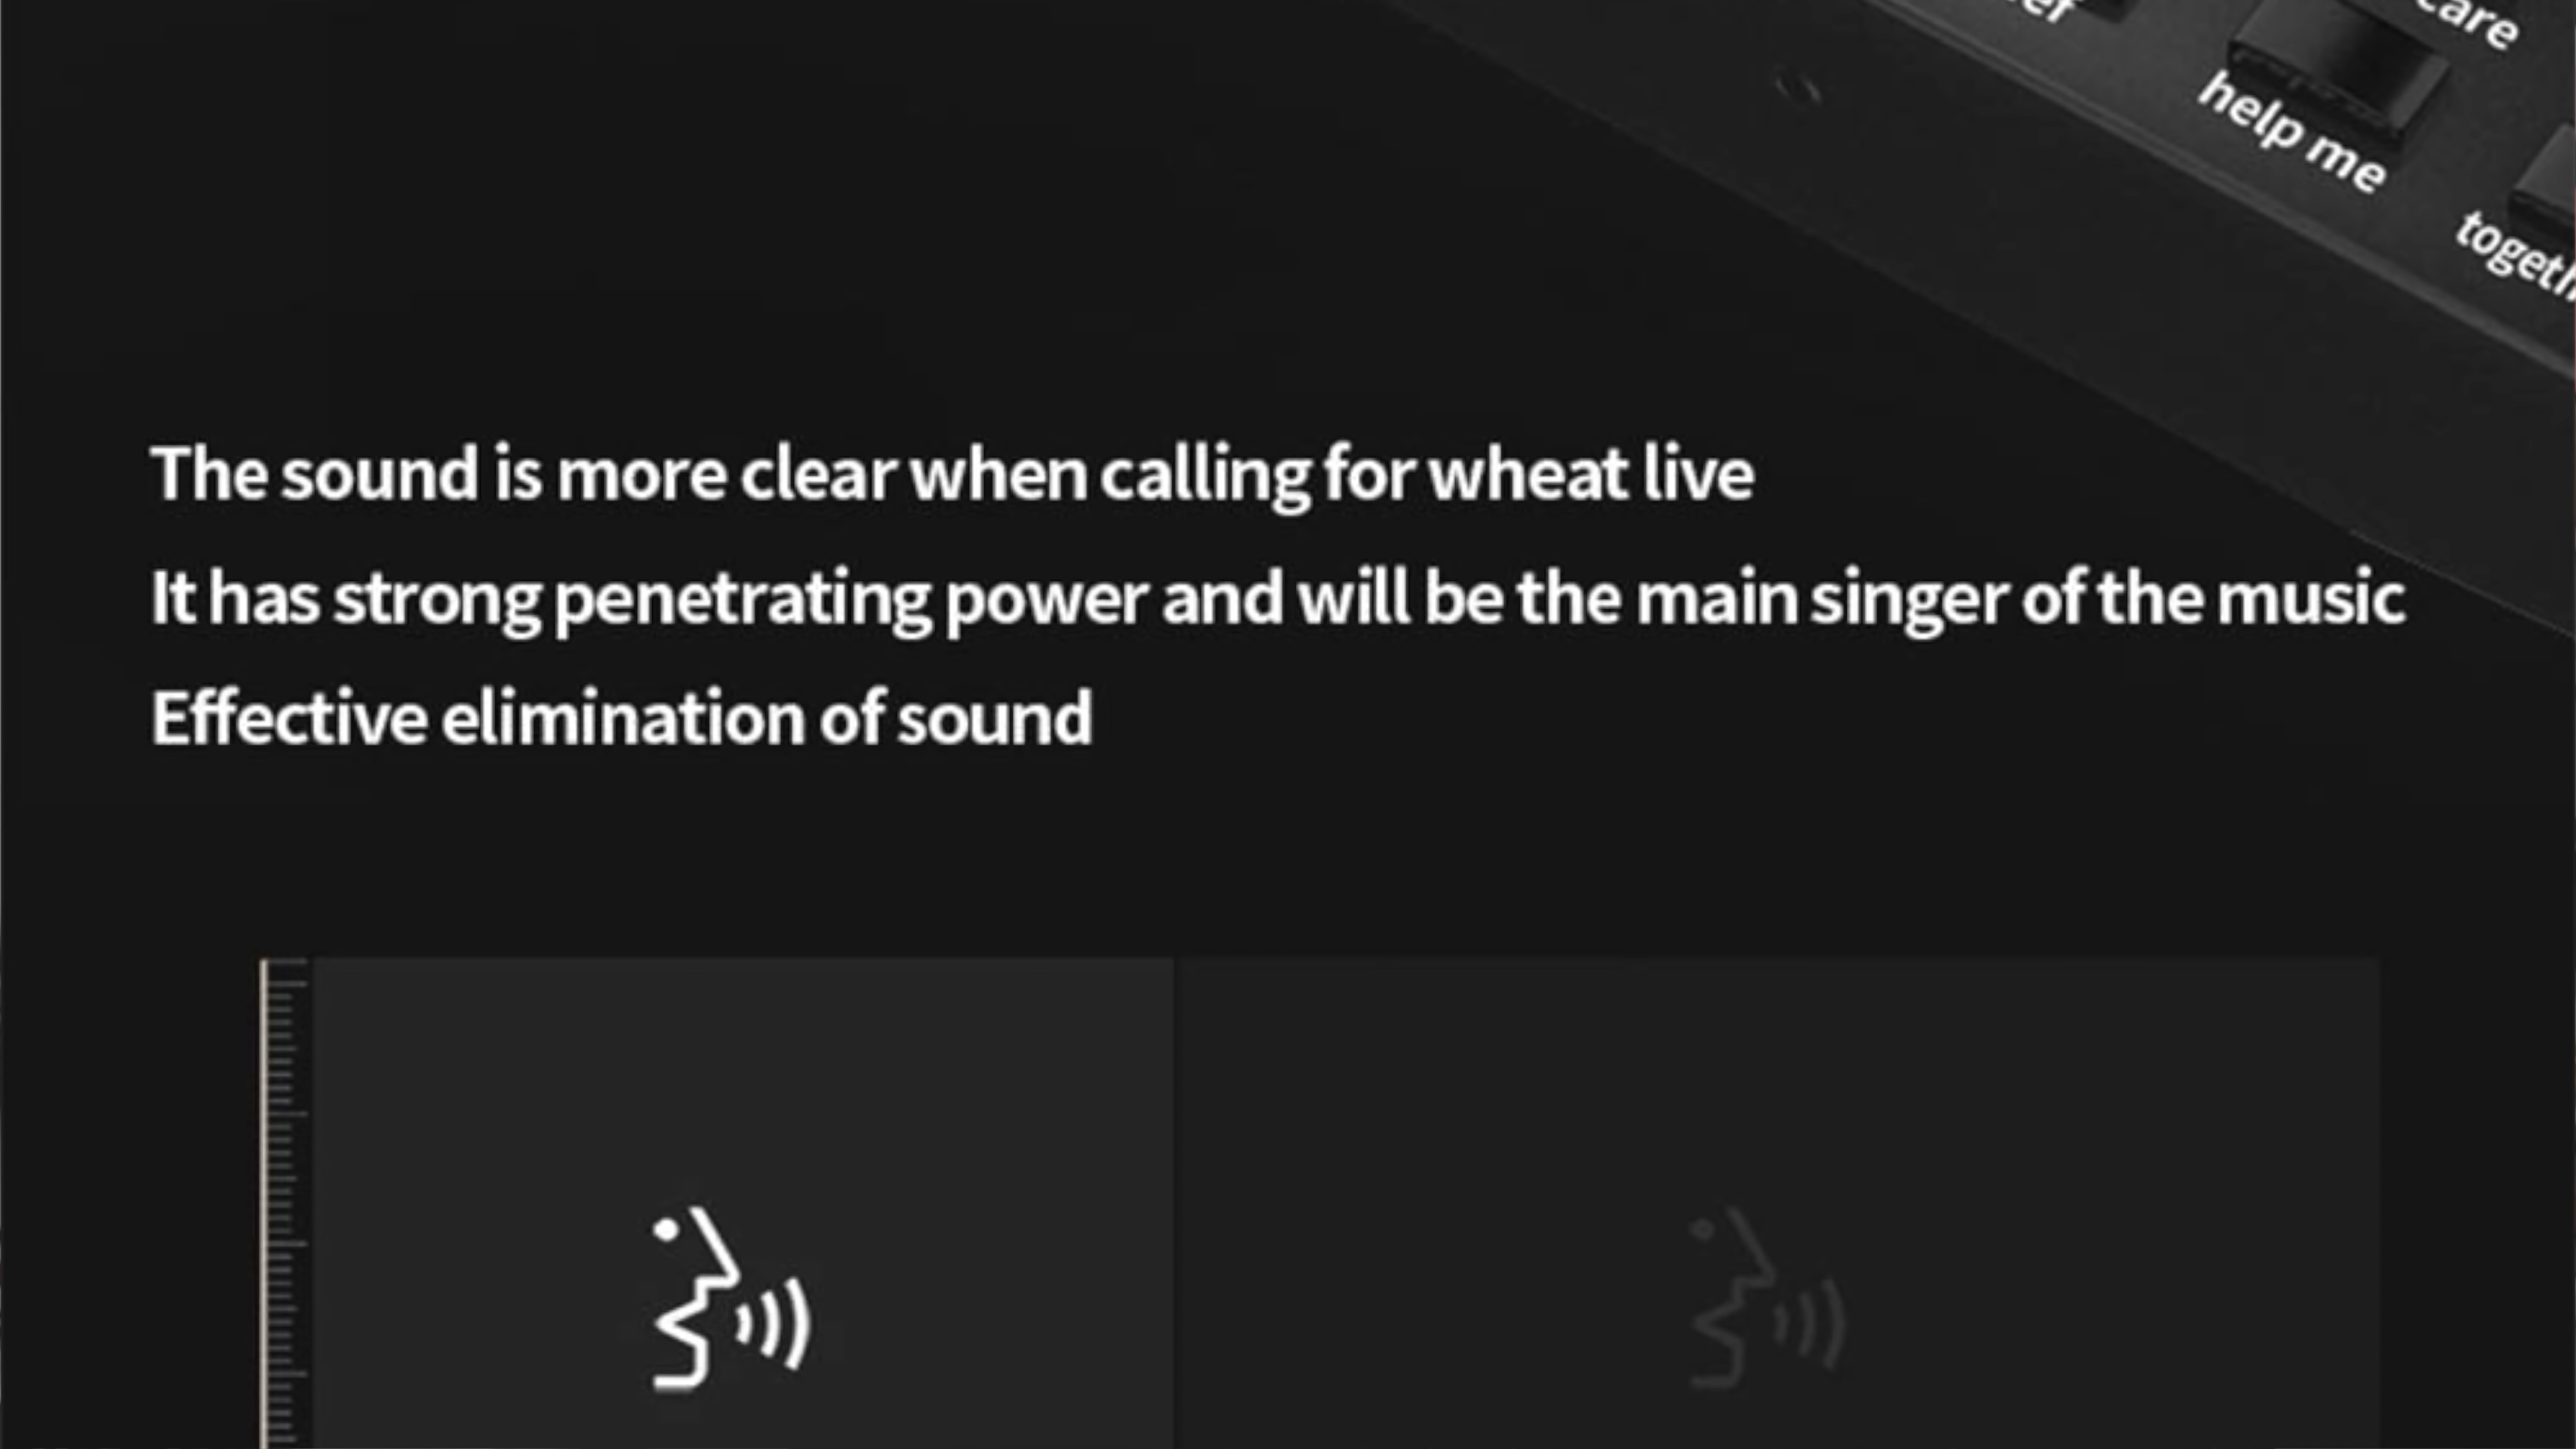 care
help me
The sound is more clear when calling for wheat live
It has strong penetrating power and will be the main singer of the music
Effective elimination of sound